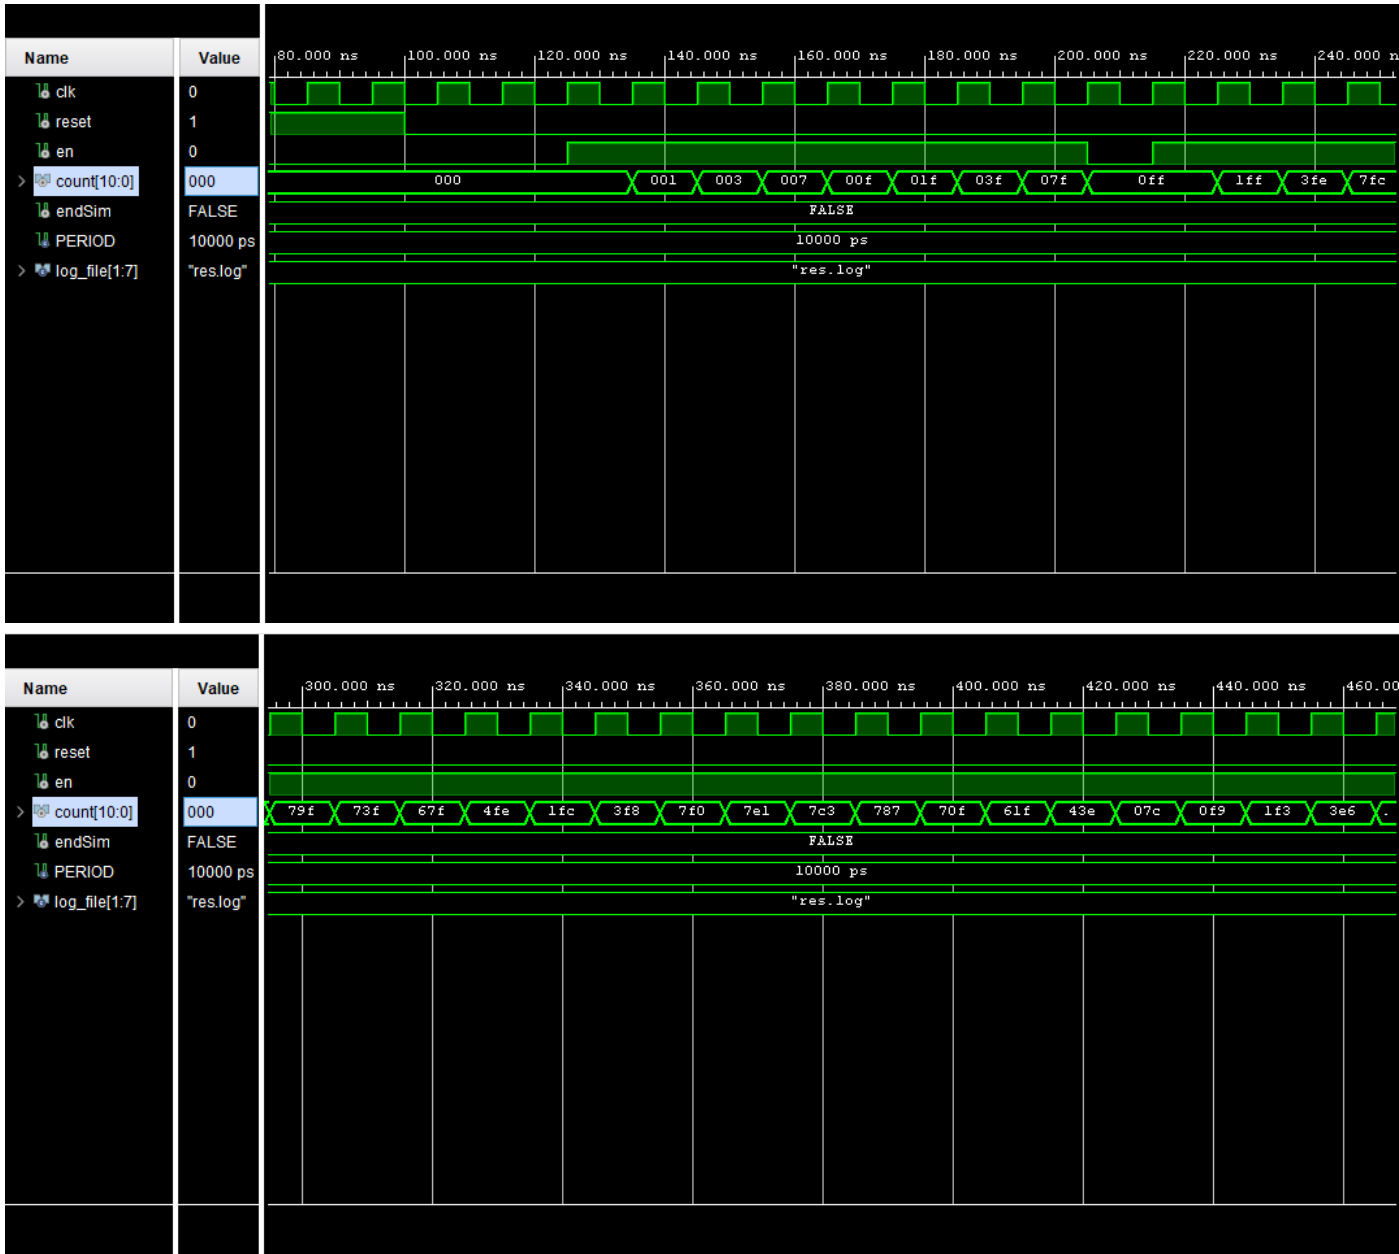 Name Value 80.000 ns 100.000 ns 120.000 ns 140.000 ns 160.000 ns 180.000 ns 200.000 ns 220.000 ns 240.000 n
clk 0
reset 1
en 0
count[10:0] 000 000 001 003 007 00f 01f 03f 07f 0ff 1ff 3fe 7fc
endSim FALSE FALSE
PERIOD 10000 ps 10000 ps
log_file[1:7] "res.log" "res.log"
Name Value 300.000 ns 320.000 ns 340.000 ns 360.000 ns 380.000 ns 400.000 ns 420.000 ns 440.000 ns 460.00
clk 0
reset 1
en 0
count[10:0] 000 79f 73f 67f 4fe 1fc 3f8 7f0 7e1 7c3 787 70f 61f 43e 07c 0f9 1f3 3e6 .
endSim FALSE FALSE
PERIOD 10000 ps 10000 ps
log_file[1:7] "res.log" "res.log"